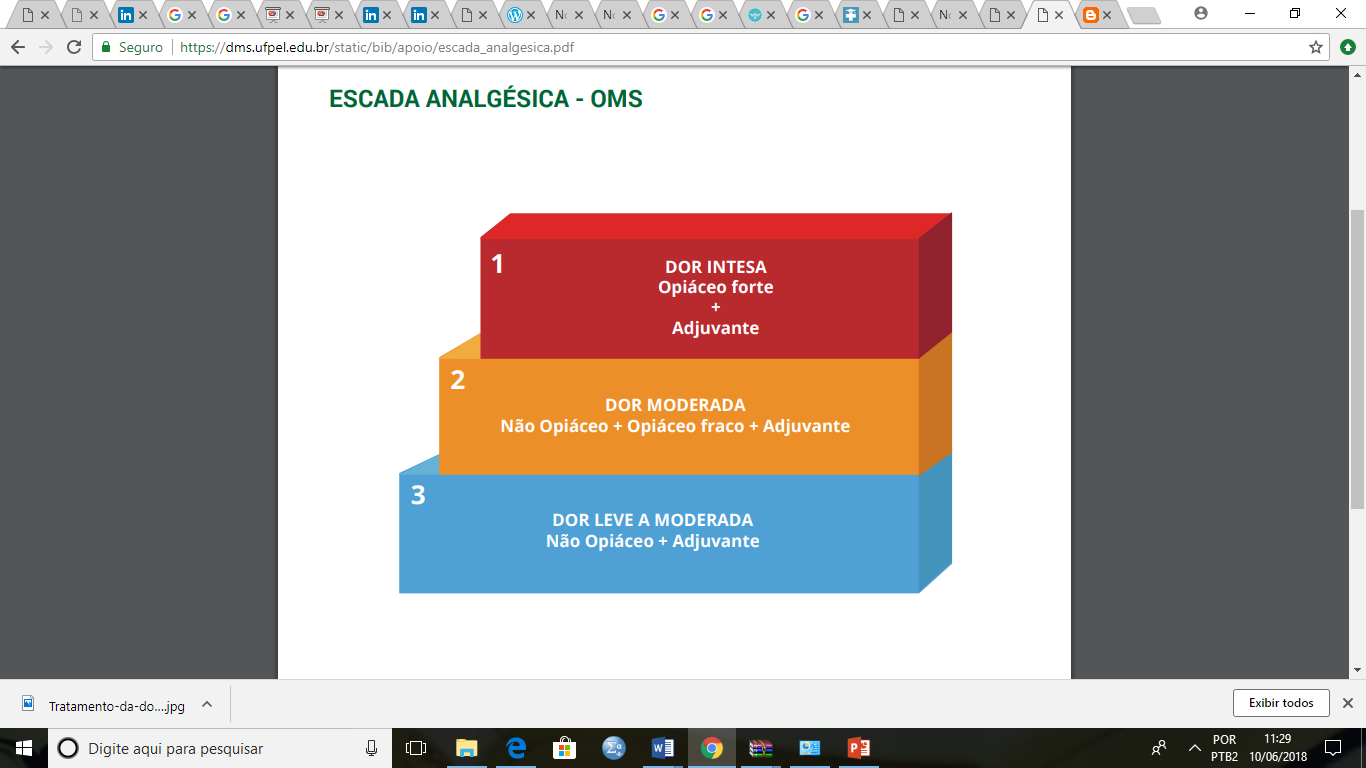 Seguro
https://dms.ufpel.edu.br/static/bib/apoio/escada_analgesica.pdf
ESCADA ANALGÉSICA - OMS
1
DOR INTESA
Opiáceo forte
+
Adjuvante
2
DOR MODERADA
Não Opiáceo + Opiáceo fraco + Adjuvante
3
DOR LEVE A MODERADA
Não Opiáceo + Adjuvante
Tratamento-da-do....jpg
Exibir todos
Digite aqui para pesquisar
POR
PTB2
11:29
10/06/2018